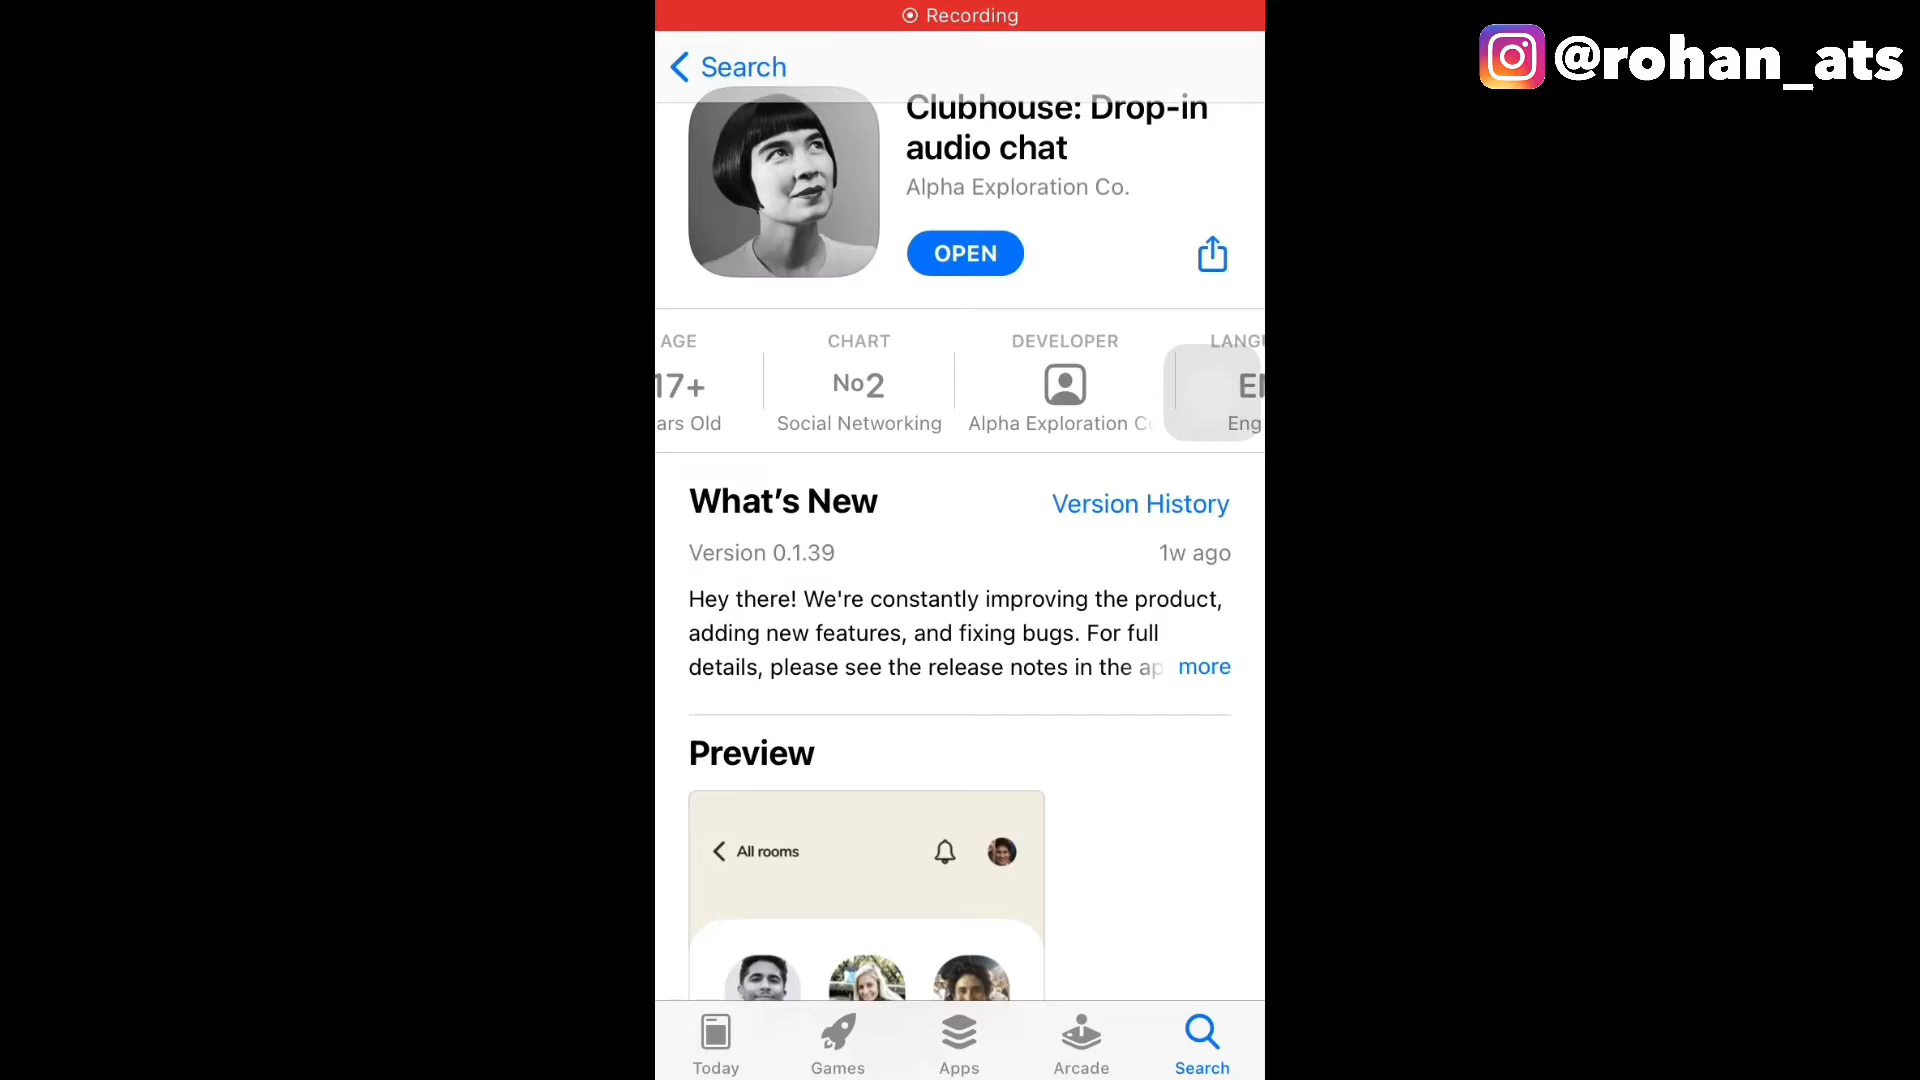 Recording
@rohan_ats
Search
Clubhouse: Drop-in
audio chat
Alpha Exploration Co.
OPEN
AGE
CHART
DEVELOPER
LANGU
17+
No2
EN
ars Old
Social Networking
Alpha Exploration Co
Eng
What's New
Version History
Version 0.1.39
1w ago
Hey there! We're constantly improving the product,
adding new features, and fixing bugs. For full
details, please see the release notes in the ap
more
Preview
All rooms
Today
Games
Apps
Arcade
Search